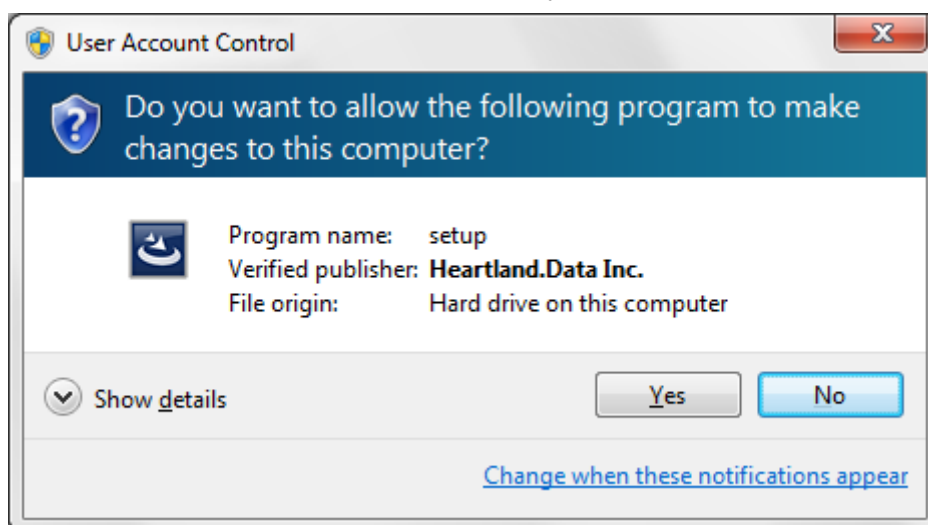 User Account Control
Do you want to allow the following program to make
changes to this computer?
Program name: setup
Verified publisher: Heartland.Data Inc.
File origin: Hard drive on this computer
Show details
Yes
No
Change when these notifications appear